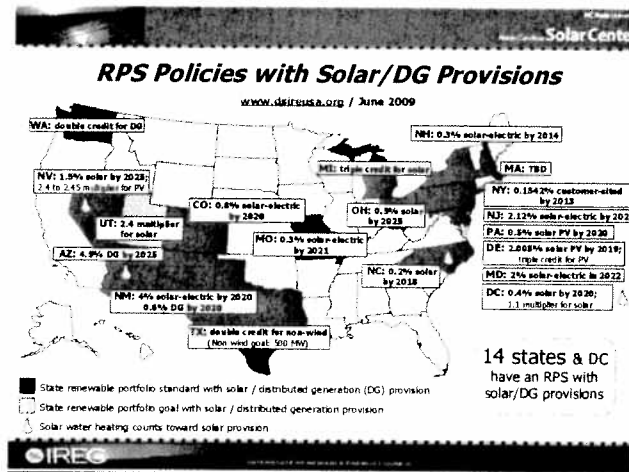 Solar Cente
RPS Policies with Solar/DG Provisions
www.dsireusa.org / June 2009
WA: double credit for DG
NH: 0.3% solar-electric by 2014
NV: 1.5% solar by 2025;
2.4 to 2.45 multiplier for PV
MI: triple credit for solar
MA: TBD
CO: 0.8% solar-electric
by 2020
NY: 0.1542% customer-sited
by 2013
UT: 2.4 multiplier
for solar
OH: 0.5% solar
by 2025
NJ: 2.12% solar-electric by 202
PA: 0.5% solar PV by 2020
MO: 0.3% solar-electric
by 2021
DE: 2.005% solar PV by 2019;
triple credit for PV
AZ: 4.5% DG by 2025
NC: 0.2% solar
by 2018
MD: 2% solar-electric in 2022
NM: 4% solar-electric by 2020
0.6% DG by 2020
DC: 0.4% solar by 2020;
1.1 multiplier for solar
TX: double credit for non-wind
(Non wind goal: 500 MW)
14 states & DC
have an RPS with
solar/DG provisions
State renewable portfolio standard with solar / distributed generation (DG) provision
State renewable portfolio goal with solar / distributed generation provision
Solar water heating counts toward solar provision
IREC